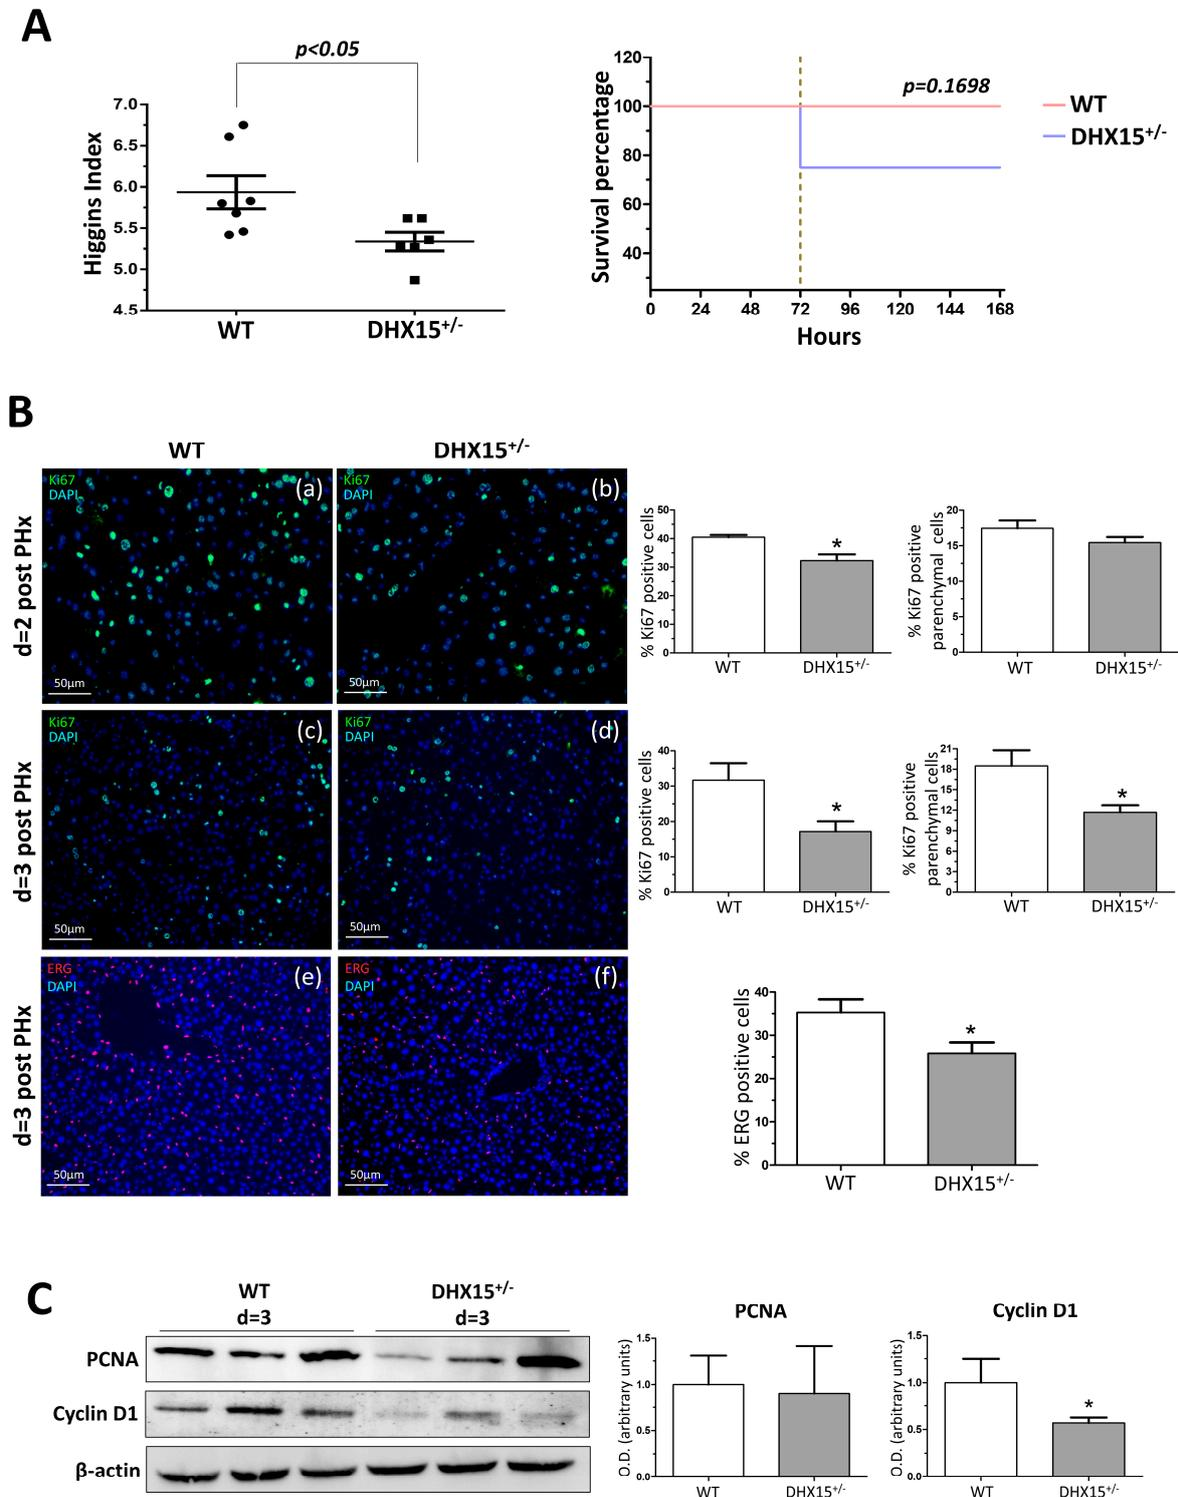 A
p<0.05
7.0
6.5
6.0
5.5
5.0
4.5
Higgins Index
WT
DHX15+/-
120
100
80
60
40
Survival percentage
p=0.1698
0 24 48 72 96 120 144 168
Hours
WT
DHX15+/-
B
WT
DHX15+/-
d=2 post PHx
Ki67
DAPI
(a)
50µm
Ki67
DAPI
(b)
50µm
% Ki67 positive cells
50
40
30
20
10
0
*
WT
DHX15+/-
% Ki67 positive
parenchymal cells
20
15
10
5
0
WT
DHX15+/-
d=3 post PHx
Ki67
DAPI
(c)
50µm
Ki67
DAPI
(d)
50µm
% Ki67 positive cells
40
30
20
10
0
*
WT
DHX15+/-
% Ki67 positive
parenchymal cells
21
18
15
12
9
6
3
0
*
WT
DHX15+/-
d=3 post PHx
ERG
DAPI
(e)
50µm
ERG
DAPI
(f)
50µm
% ERG positive cells
40
30
20
10
0
*
WT
DHX15+/-
C
WT
d=3
DHX15+/-
d=3
PCNA
Cyclin D1
β-actin
PCNA
O.D. (arbitrary units)
1.5
1.0
0.5
0.0
WT
DHX15+/-
Cyclin D1
O.D. (arbitrary units)
1.5
1.0
0.5
0.0
*
WT
DHX15+/-